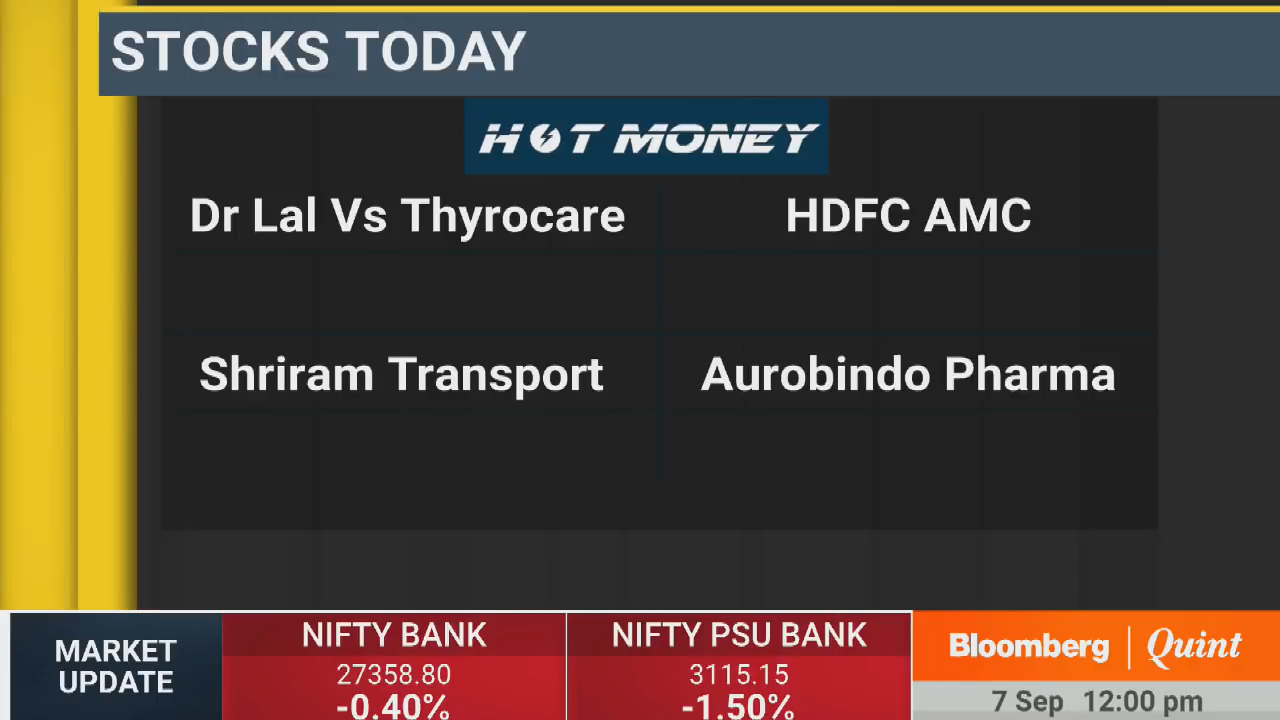 STOCKS TODAY
HOT MONEY
Dr Lal Vs Thyrocare
HDFC AMC
Shriram Transport
Aurobindo Pharma
MARKET
UPDATE
NIFTY BANK
27358.80
-0.40%
NIFTY PSU BANK
3115.15
-1.50%
Bloomberg | Quint
7 Sep 12:00 pm